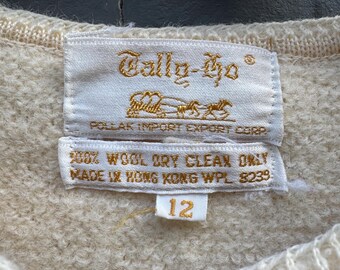 Tally-Ho ®
POLLAK IMPORT EXPORT CORP.
100% WOOL DRY CLEAN ONLY
MADE IN HONG KONG WPL 8239
12